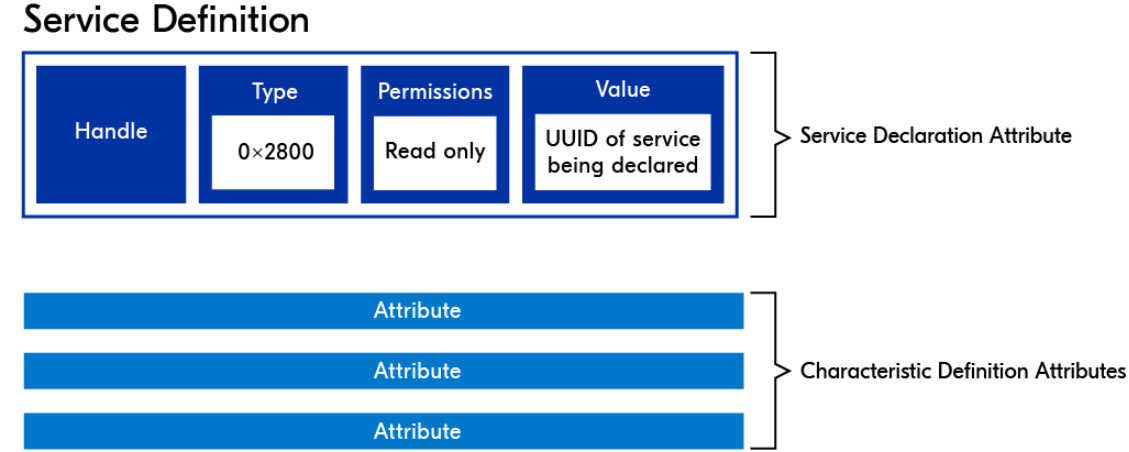 Service Definition
Handle
Type
0×2800
Permissions
Read only
Value
UUID of service
being declared
Service Declaration Attribute
Attribute
Attribute
Attribute
Characteristic Definition Attributes